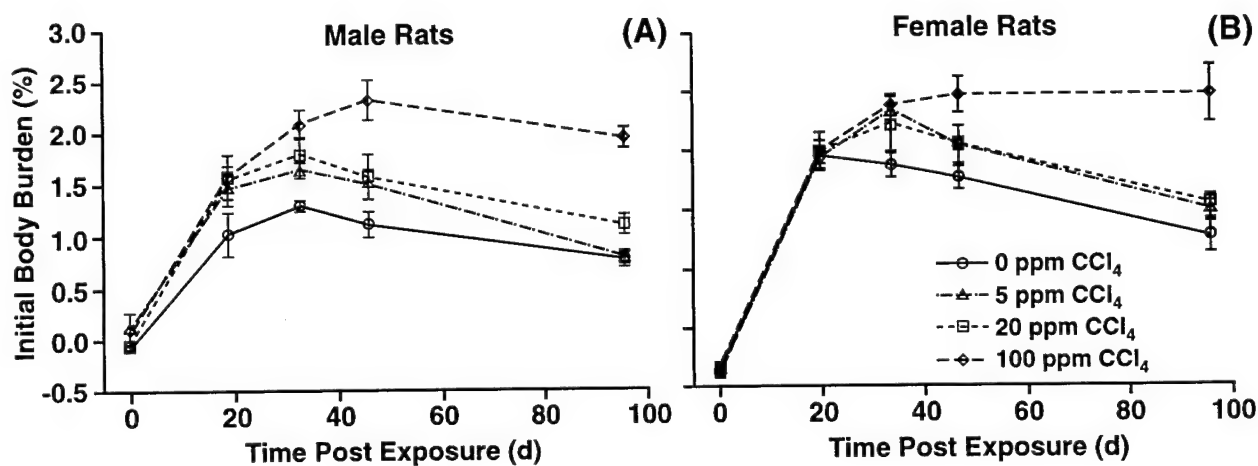 Male Rats
(A)
Initial Body Burden (%)
3.0
2.5
2.0
1.5
1.0
0.5
0.0
-0.5
0
20
40
60
80
100
Time Post Exposure (d)
Female Rats
(B)
0 ppm CCl₄
5 ppm CCl₄
20 ppm CCl₄
100 ppm CCl₄
0
20
40
60
80
100
Time Post Exposure (d)